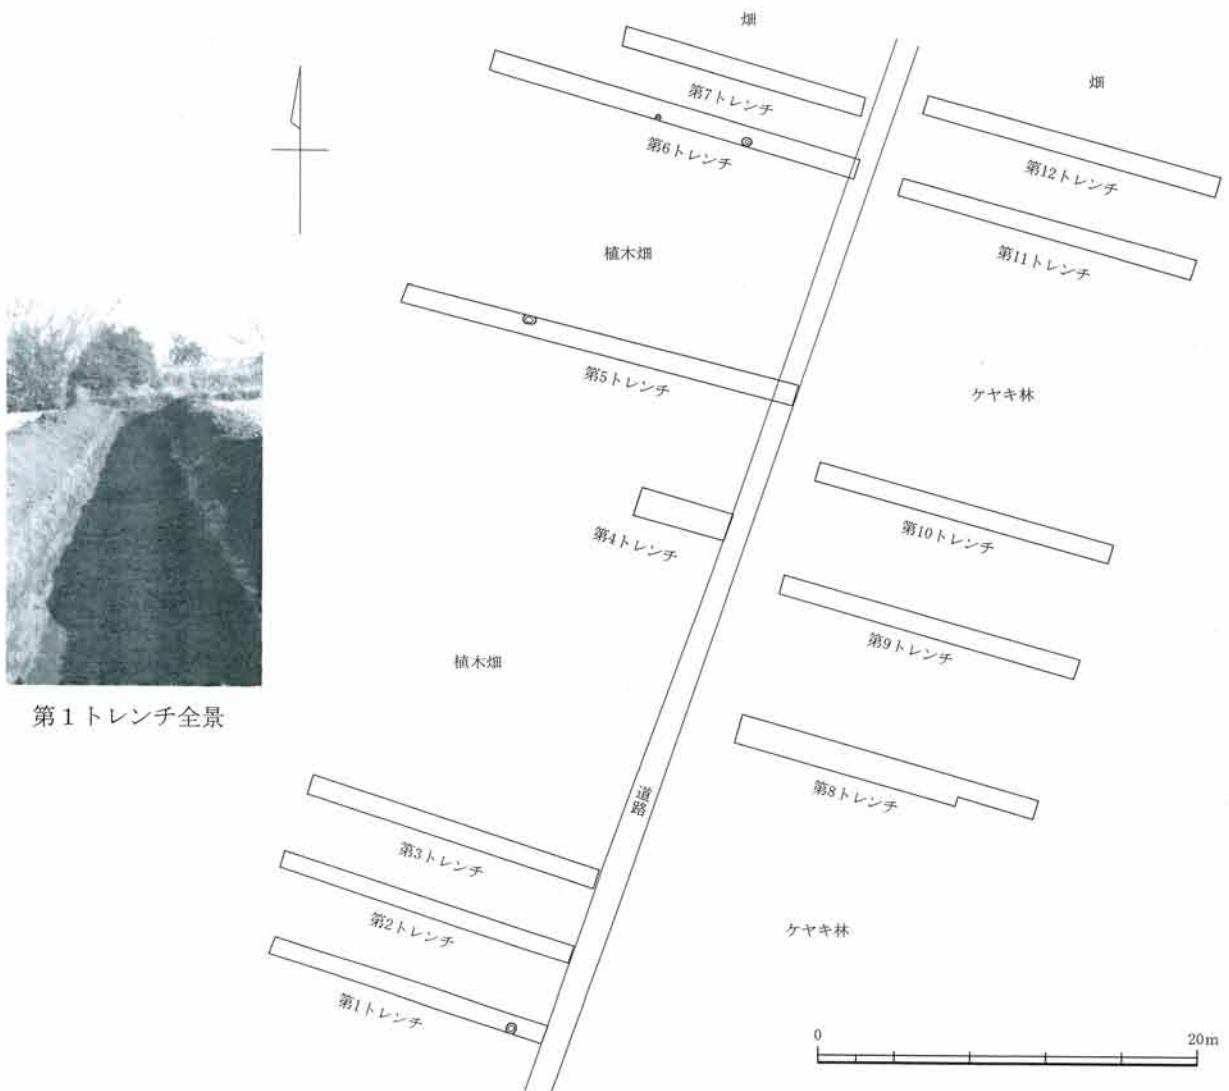 畑
畑
第7トレンチ
第6トレンチ
第12トレンチ
第11トレンチ
植木畑
第5トレンチ
ケヤキ林
第4トレンチ
第10トレンチ
第9トレンチ
植木畑
第1トレンチ全景
道路
第8トレンチ
第3トレンチ
第2トレンチ
ケヤキ林
第1トレンチ
0
20m